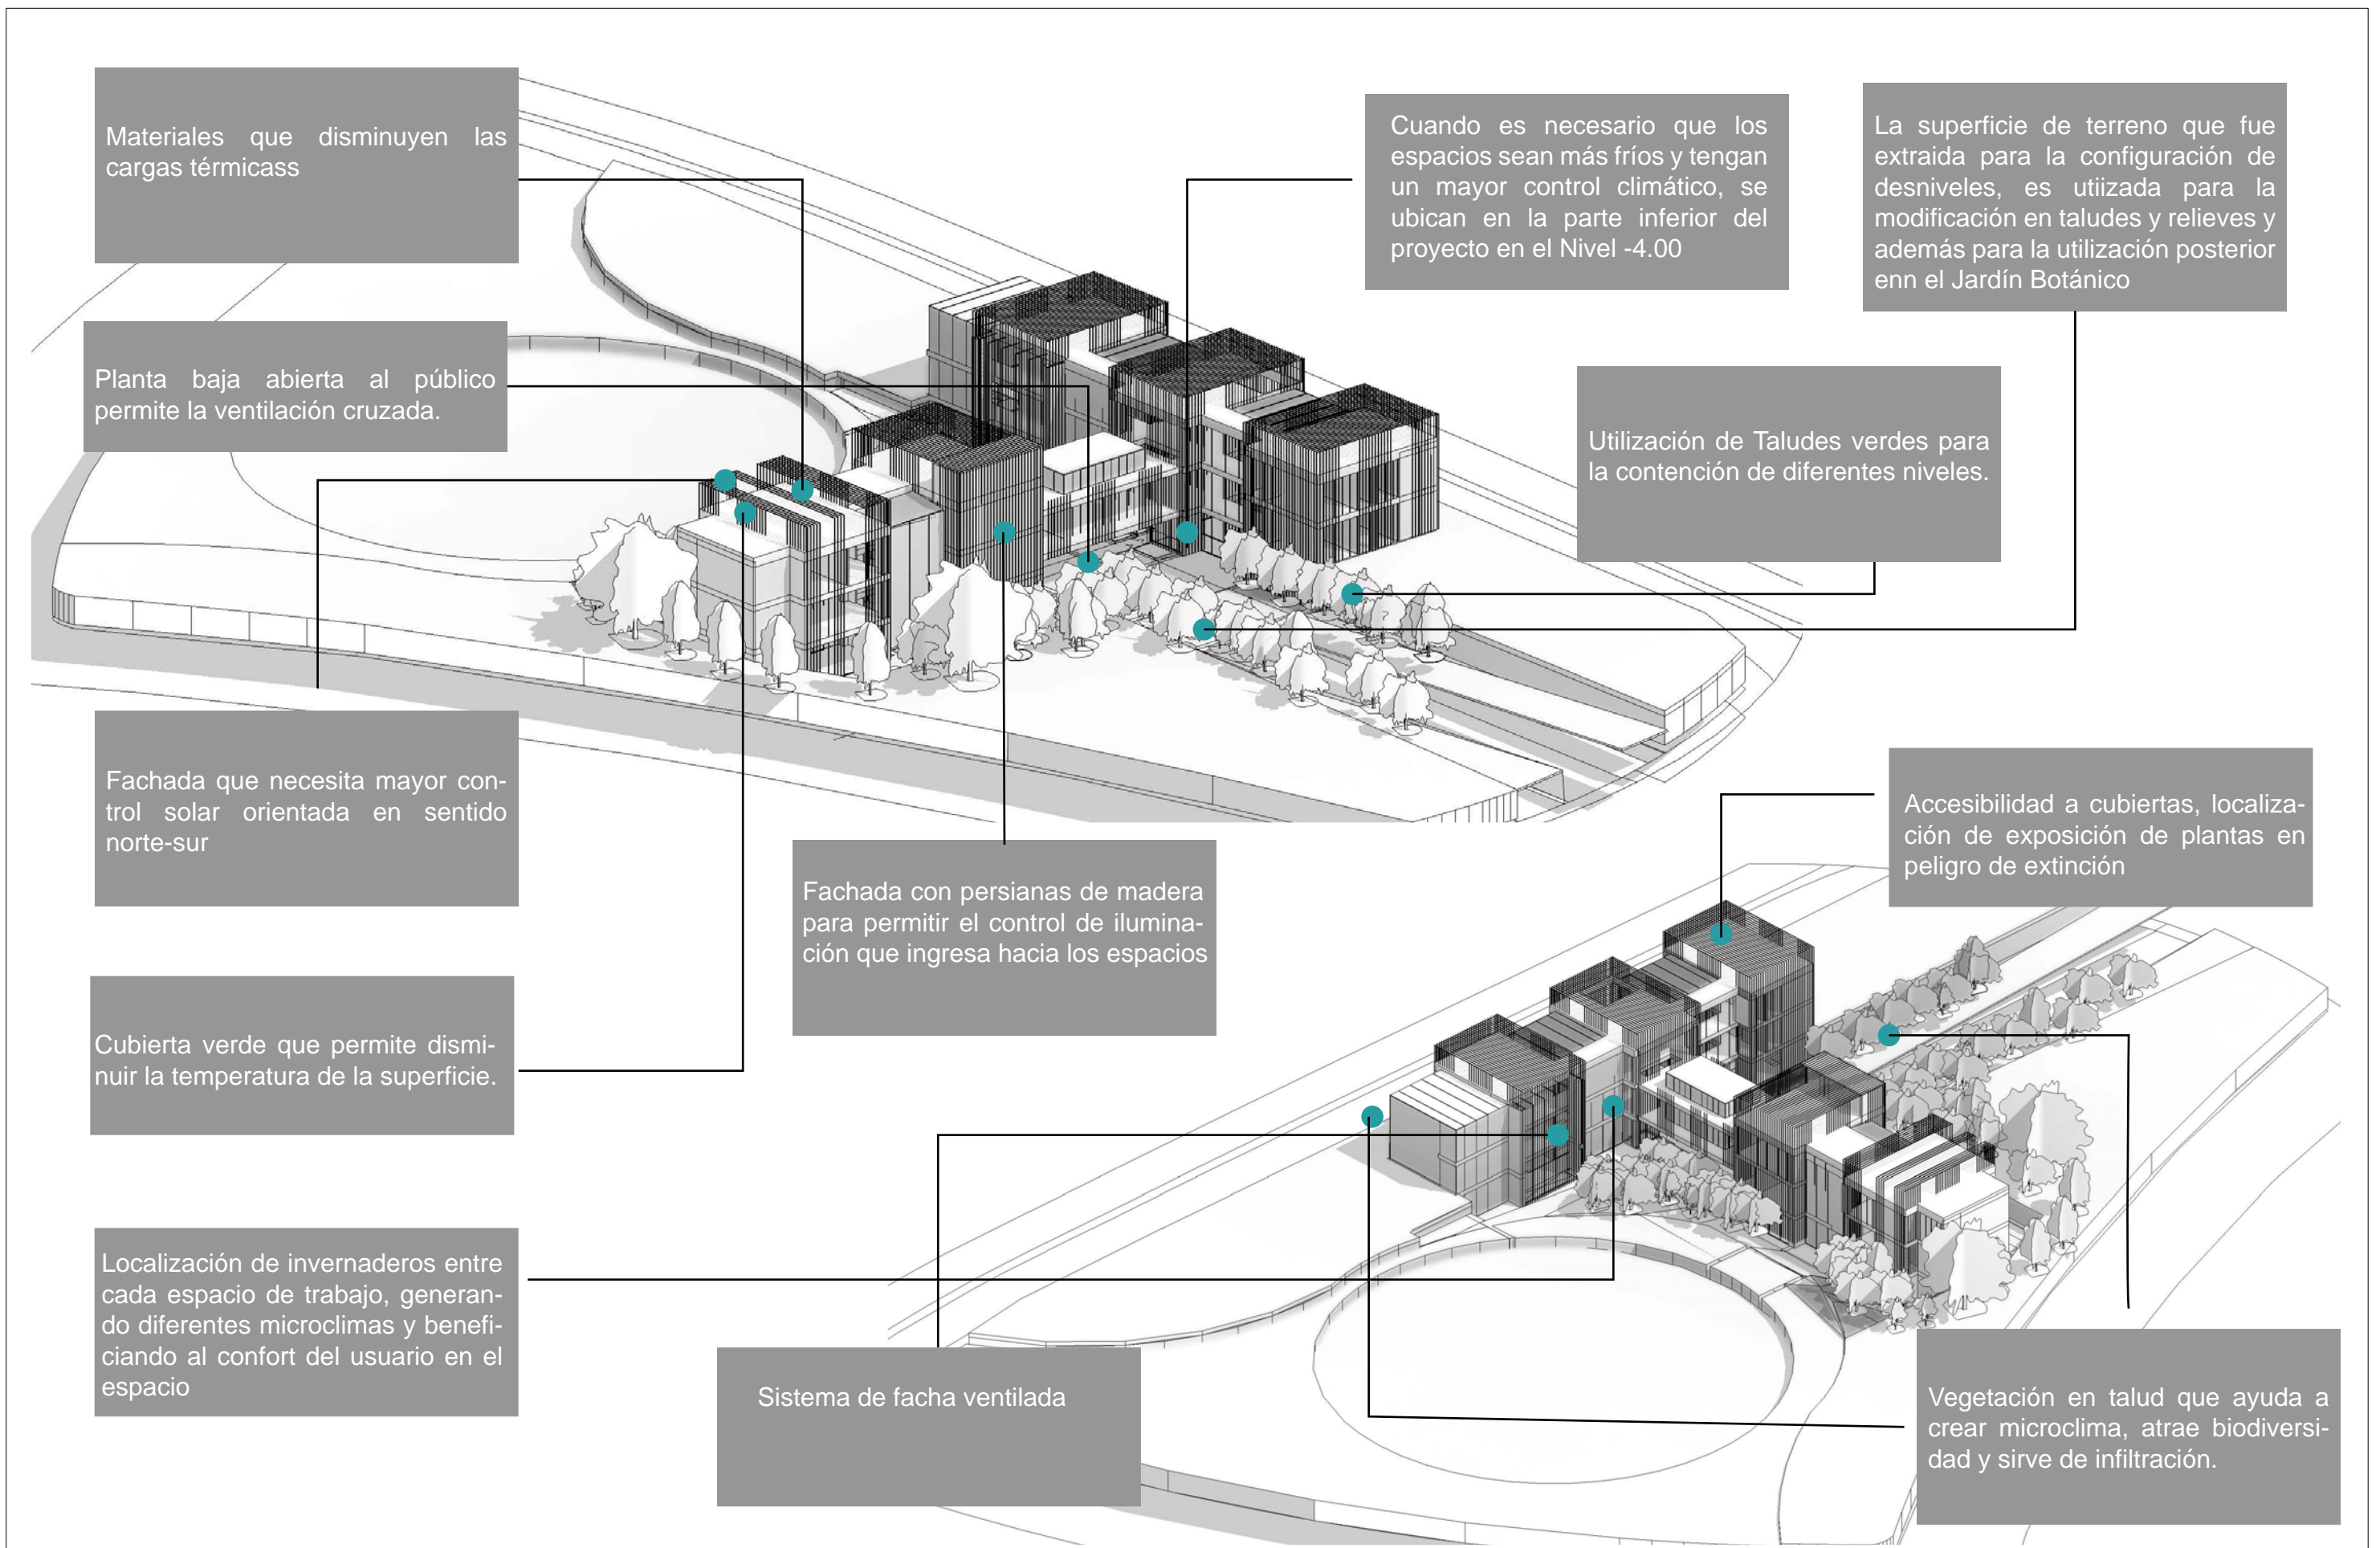 Materiales que disminuyen las
cargas térmicass
Cuando es necesario que los
espacios sean más fríos y tengan
un mayor control climático, se
ubican en la parte inferior del
proyecto en el Nivel -4.00
La superficie de terreno que fue
extraida para la configuración de
desniveles, es utiizada para la
modificación en taludes y relieves y
además para la utilización posterior
enn el Jardín Botánico
Planta baja abierta al público
permite la ventilación cruzada.
Utilización de Taludes verdes para
la contención de diferentes niveles.
Fachada que necesita mayor con-
trol solar orientada en sentido
norte-sur
Fachada con persianas de madera
para permitir el control de ilumina-
ción que ingresa hacia los espacios
Accesibilidad a cubiertas, localiza-
ción de exposición de plantas en
peligro de extinción
Cubierta verde que permite dismi-
nuir la temperatura de la superficie.
Localización de invernaderos entre
cada espacio de trabajo, generan-
do diferentes microclimas y benefi-
ciando al confort del usuario en el
espacio
Sistema de facha ventilada
Vegetación en talud que ayuda a
crear microclima, atrae biodiversi-
dad y sirve de infiltración.